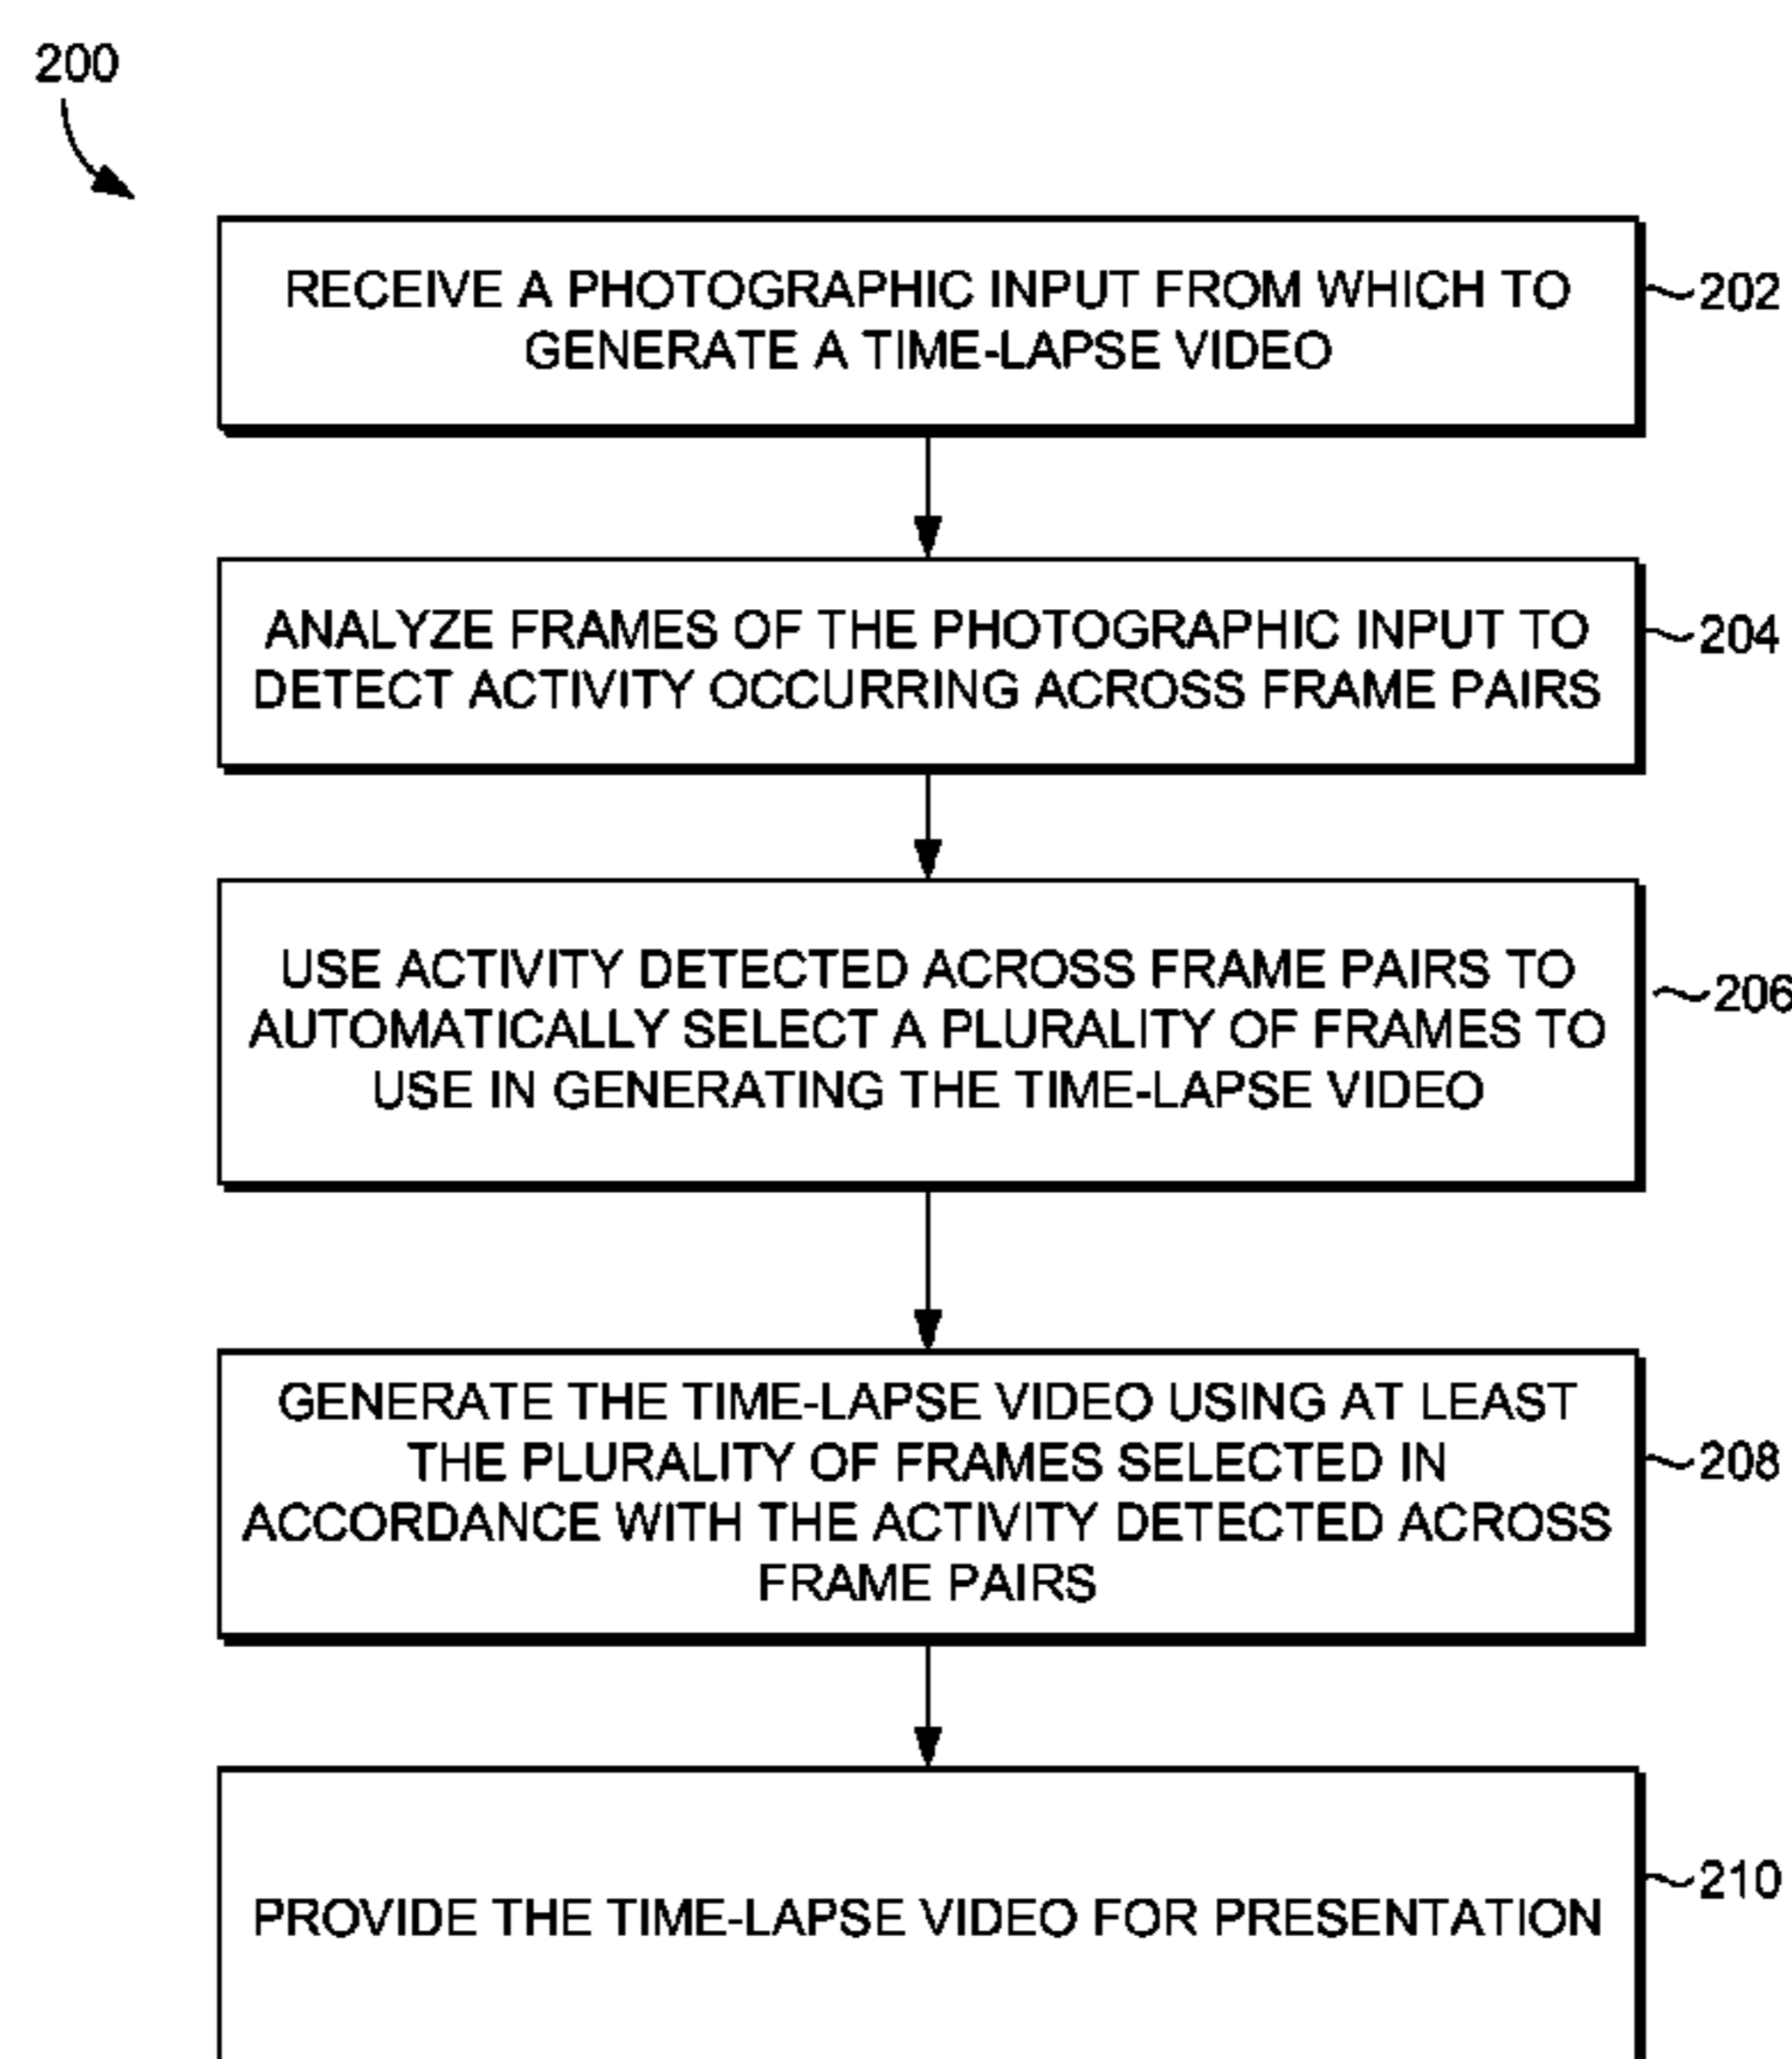 200
RECEIVE A PHOTOGRAPHIC INPUT FROM WHICH TO
GENERATE A TIME-LAPSE VIDEO
202
ANALYZE FRAMES OF THE PHOTOGRAPHIC INPUT TO
DETECT ACTIVITY OCCURRING ACROSS FRAME PAIRS
204
USE ACTIVITY DETECTED ACROSS FRAME PAIRS TO
AUTOMATICALLY SELECT A PLURALITY OF FRAMES TO
USE IN GENERATING THE TIME-LAPSE VIDEO
206
GENERATE THE TIME-LAPSE VIDEO USING AT LEAST
THE PLURALITY OF FRAMES SELECTED IN
ACCORDANCE WITH THE ACTIVITY DETECTED ACROSS
FRAME PAIRS
208
PROVIDE THE TIME-LAPSE VIDEO FOR PRESENTATION
210